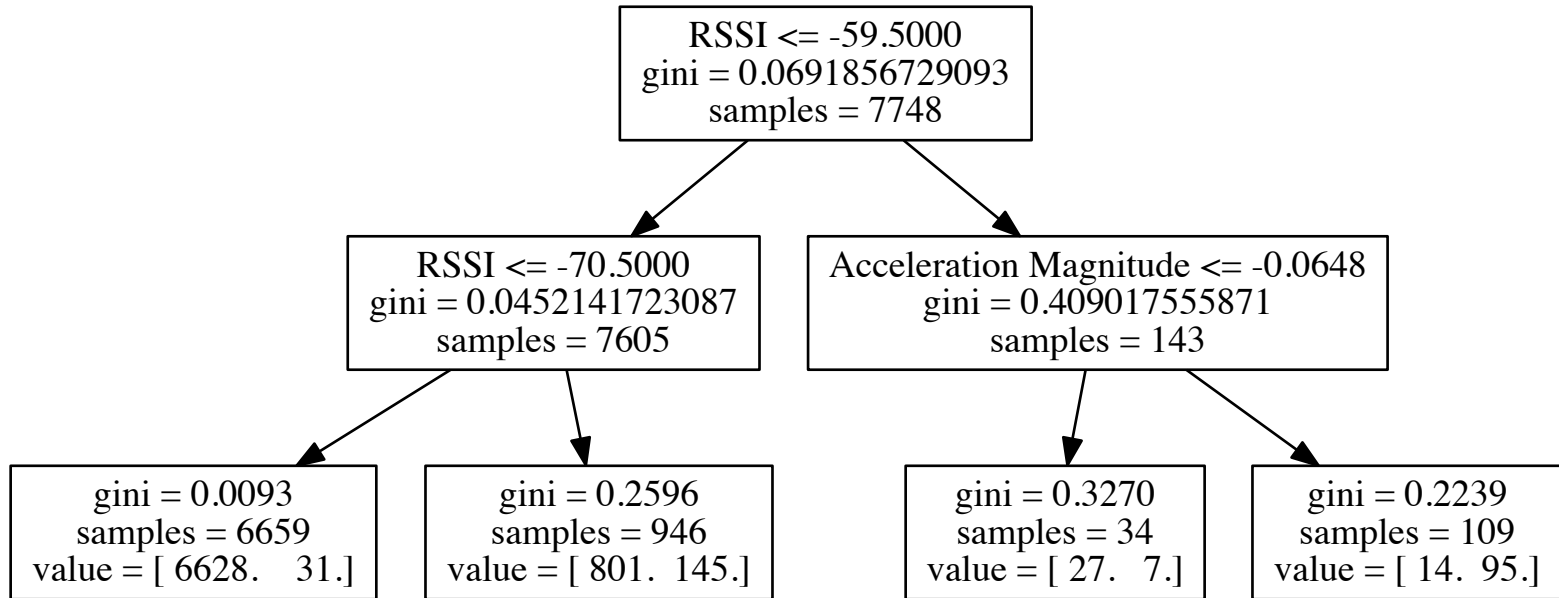 RSSI <= -59.5000
gini = 0.0691856729093
samples = 7748
RSSI <= -70.5000
gini = 0.0452141723087
samples = 7605
Acceleration Magnitude <= -0.0648
gini = 0.409017555871
samples = 143
gini = 0.0093
samples = 6659
value = [ 6628.    31.]
gini = 0.2596
samples = 946
value = [ 801.  145.]
gini = 0.3270
samples = 34
value = [ 27.   7.]
gini = 0.2239
samples = 109
value = [ 14.  95.]